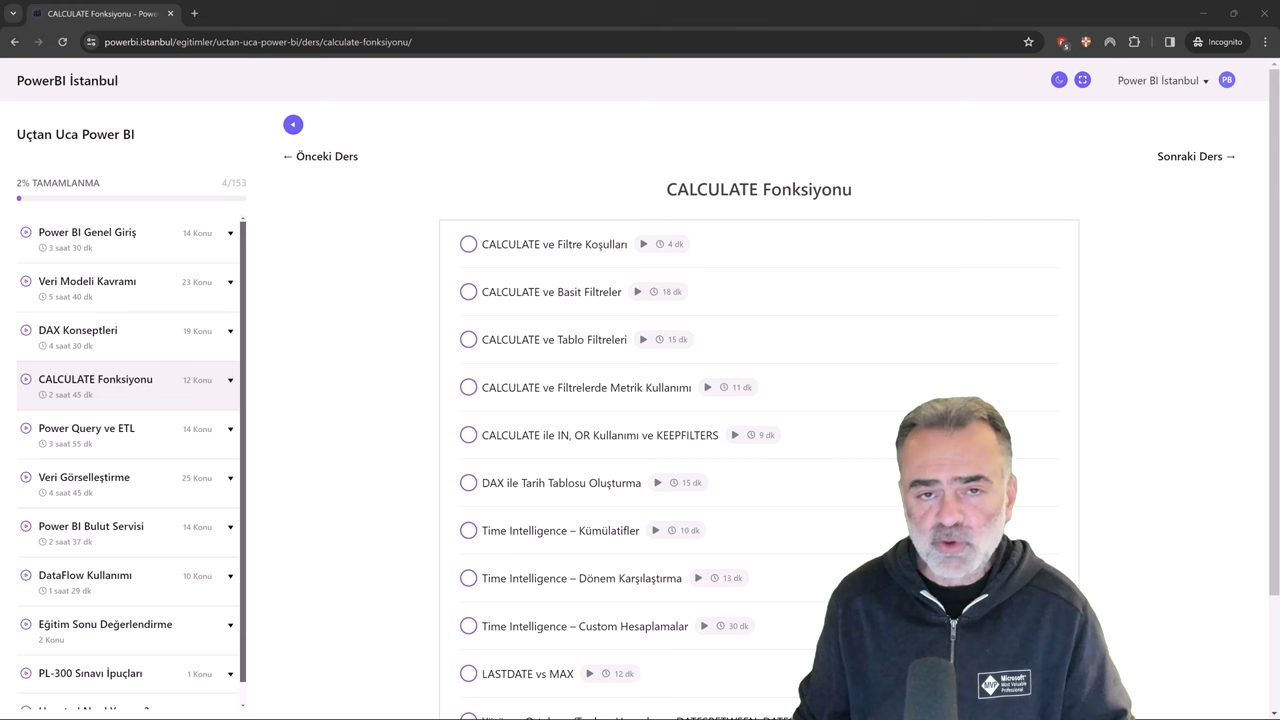 CALCULATE Fonksiyonu - Powe
powerbi.istanbul/egitimler/uctan-uca-power-bi/ders/calculate-fonksiyonu/
5
Incognito
PowerBI İstanbul
Power BI İstanbul
PB
Uçtan Uca Power BI
← Önceki Ders
Sonraki Ders →
2% TAMAMLANMA
4/153
CALCULATE Fonksiyonu
Power BI Genel Giriş
14 Konu
3 saat 30 dk
Veri Modeli Kavramı
23 Konu
5 saat 40 dk
DAX Konseptleri
19 Konu
4 saat 30 dk
CALCULATE Fonksiyonu
12 Konu
2 saat 45 dk
Power Query ve ETL
14 Konu
3 saat 55 dk
Veri Görselleştirme
25 Konu
4 saat 45 dk
Power BI Bulut Servisi
14 Konu
2 saat 37 dk
DataFlow Kullanımı
10 Konu
1 saat 29 dk
Eğitim Sonu Değerlendirme
2 Konu
PL-300 Sınavı İpuçları
1 Konu
CALCULATE ve Filtre Koşulları 4 dk
CALCULATE ve Basit Filtreler 18 dk
CALCULATE ve Tablo Filtreleri 15 dk
CALCULATE ve Filtrelerde Metrik Kullanımı 11 dk
CALCULATE ile IN, OR Kullanımı ve KEEPFILTERS 9 dk
DAX ile Tarih Tablosu Oluşturma 15 dk
Time Intelligence – Kümülatifler 10 dk
Time Intelligence – Dönem Karşılaştırma 13 dk
Time Intelligence – Custom Hesaplamalar 30 dk
LASTDATE vs MAX 12 dk
MVP
Microsoft®
Most Valuable
Professional